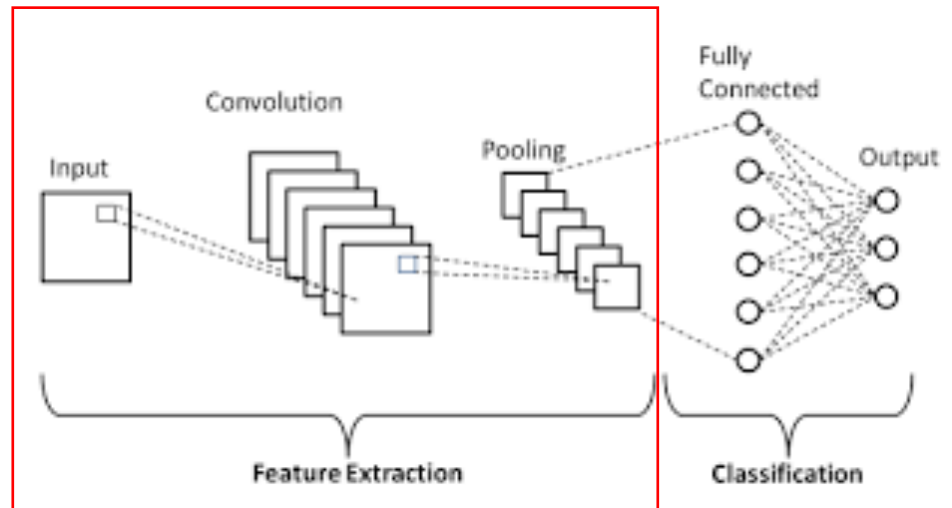 Input
Convolution
Pooling
Fully
Connected
Output
Feature Extraction
Classification